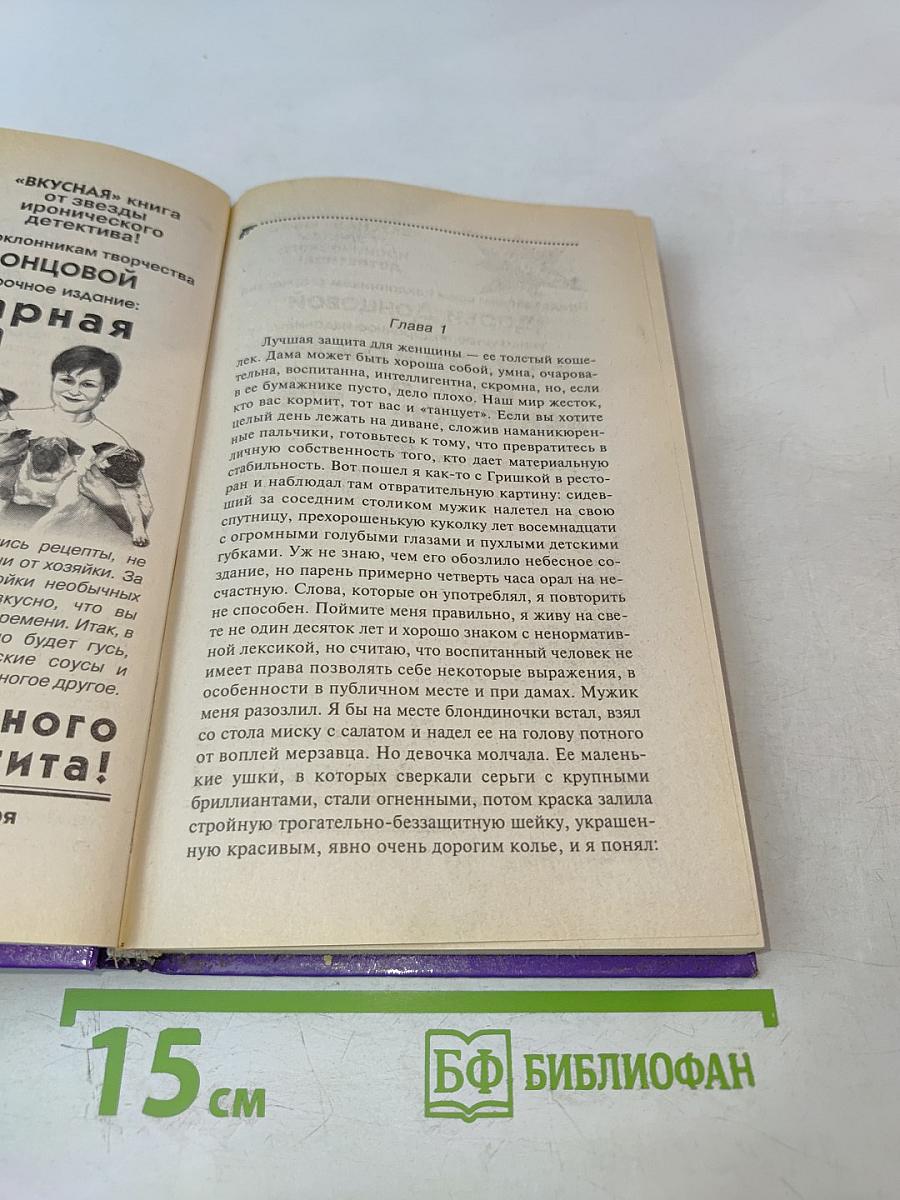 «ВКУСНАЯ» книга
от звезды
иронического
детектива!
оклонникам творчества
ОНЦОВОЙ
рочное издание:
арная
ись рецепты, не
ни от хозяйки. За
ойки необычных
вкусно, что вы
ремени. Итак, в
но будет гусь,
ские соусы и
ногое другое.
ного
тита!
ря
Глава 1
Лучшая защита для женщины — ее толстый коше-
лек. Дама может быть хороша собой, умна, очарова-
тельна, воспитанна, интеллигентна, скромна, но, если
в ее бумажнике пусто, дело плохо. Наш мир жесток,
кто вас кормит, тот вас и «танцует». Если вы хотите
целый день лежать на диване, сложив наманикюрен-
ные пальчики, готовьтесь к тому, что превратитесь в
личную собственность того, кто дает материальную
стабильность. Вот пошел я как-то с Гришкой в ресто-
ран и наблюдал там отвратительную картину: сидев-
ший за соседним столиком мужик налетел на свою
спутницу, прехорошенькую куколку лет восемнадцати
с огромными голубыми глазами и пухлыми детскими
губками. Уж не знаю, чем его обозлило небесное со-
здание, но парень примерно четверть часа орал на не-
счастную. Слова, которые он употреблял, я повторить
не способен. Поймите меня правильно, я живу на све-
те не один десяток лет и хорошо знаком с ненорматив-
ной лексикой, но считаю, что воспитанный человек не
имеет права позволять себе некоторые выражения, в
особенности в публичном месте и при дамах. Мужик
меня разозлил. Я бы на месте блондиночки встал, взял
со стола миску с салатом и надел ее на голову потного
от воплей мерзавца. Но девочка молчала. Ее малень-
кие ушки, в которых сверкали серьги с крупными
бриллиантами, стали огненными, потом краска залила
стройную трогательно-беззащитную шейку, украшен-
ную красивым, явно очень дорогим колье, и я понял:
15 см
БФ БИБЛИОФАН